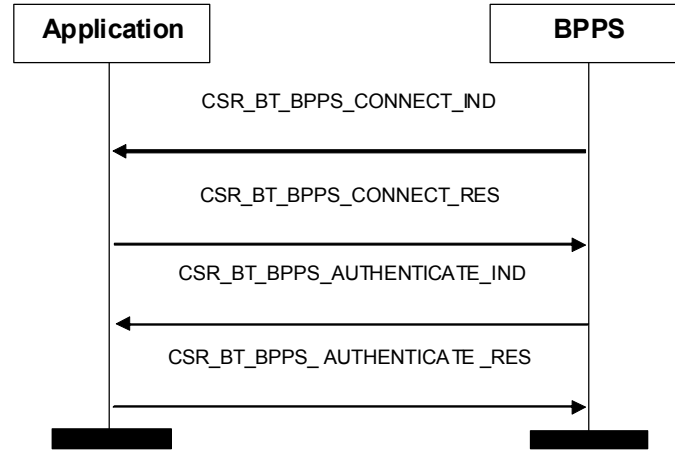 Application
BPPS
CSR_BT_BPPS_CONNECT_IND
CSR_BT_BPPS_CONNECT_RES
CSR_BT_BPPS_AUTHENTICATE_IND
CSR_BT_BPPS_ AUTHENTICATE _RES